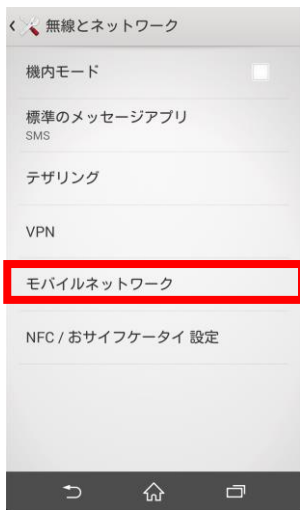 無線とネットワーク
機内モード
標準のメッセージアプリ
SMS
テザリング
VPN
モバイルネットワーク
NFC / おサイフケータイ 設定